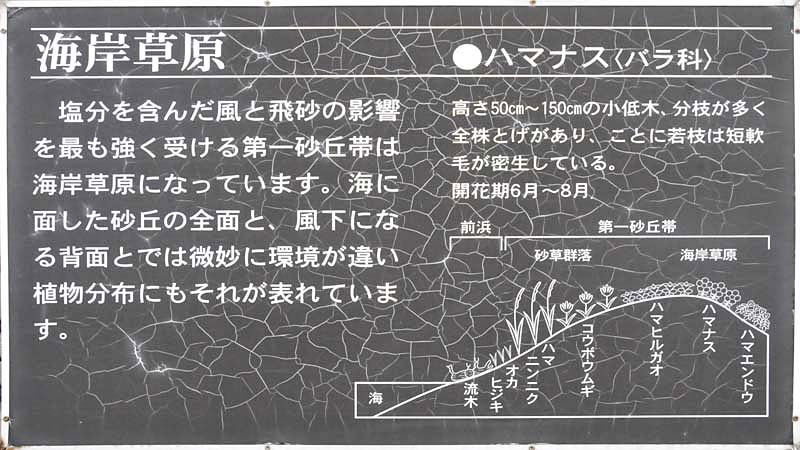 海岸草原
塩分を含んだ風と飛砂の影響
を最も強く受ける第一砂丘帯は
海岸草原になっています。海に
面した砂丘の全面と、風下にな
る背面とでは微妙に環境が違い
植物分布にもそれが表れていま
す。
●ハマナス〈バラ科〉
高さ50㎝〜150㎝の小低木、分枝が多く
全株とげがあり、ことに若枝は短軟
毛が密生している。
開花期6月〜8月
前浜
第一砂丘帯
砂草群落
海岸草原
海
流木
オカ
ヒジキ
ハマ
ニンニク
コウボウムギ
ハマヒルガオ
ハマナス
ハマエンドウ